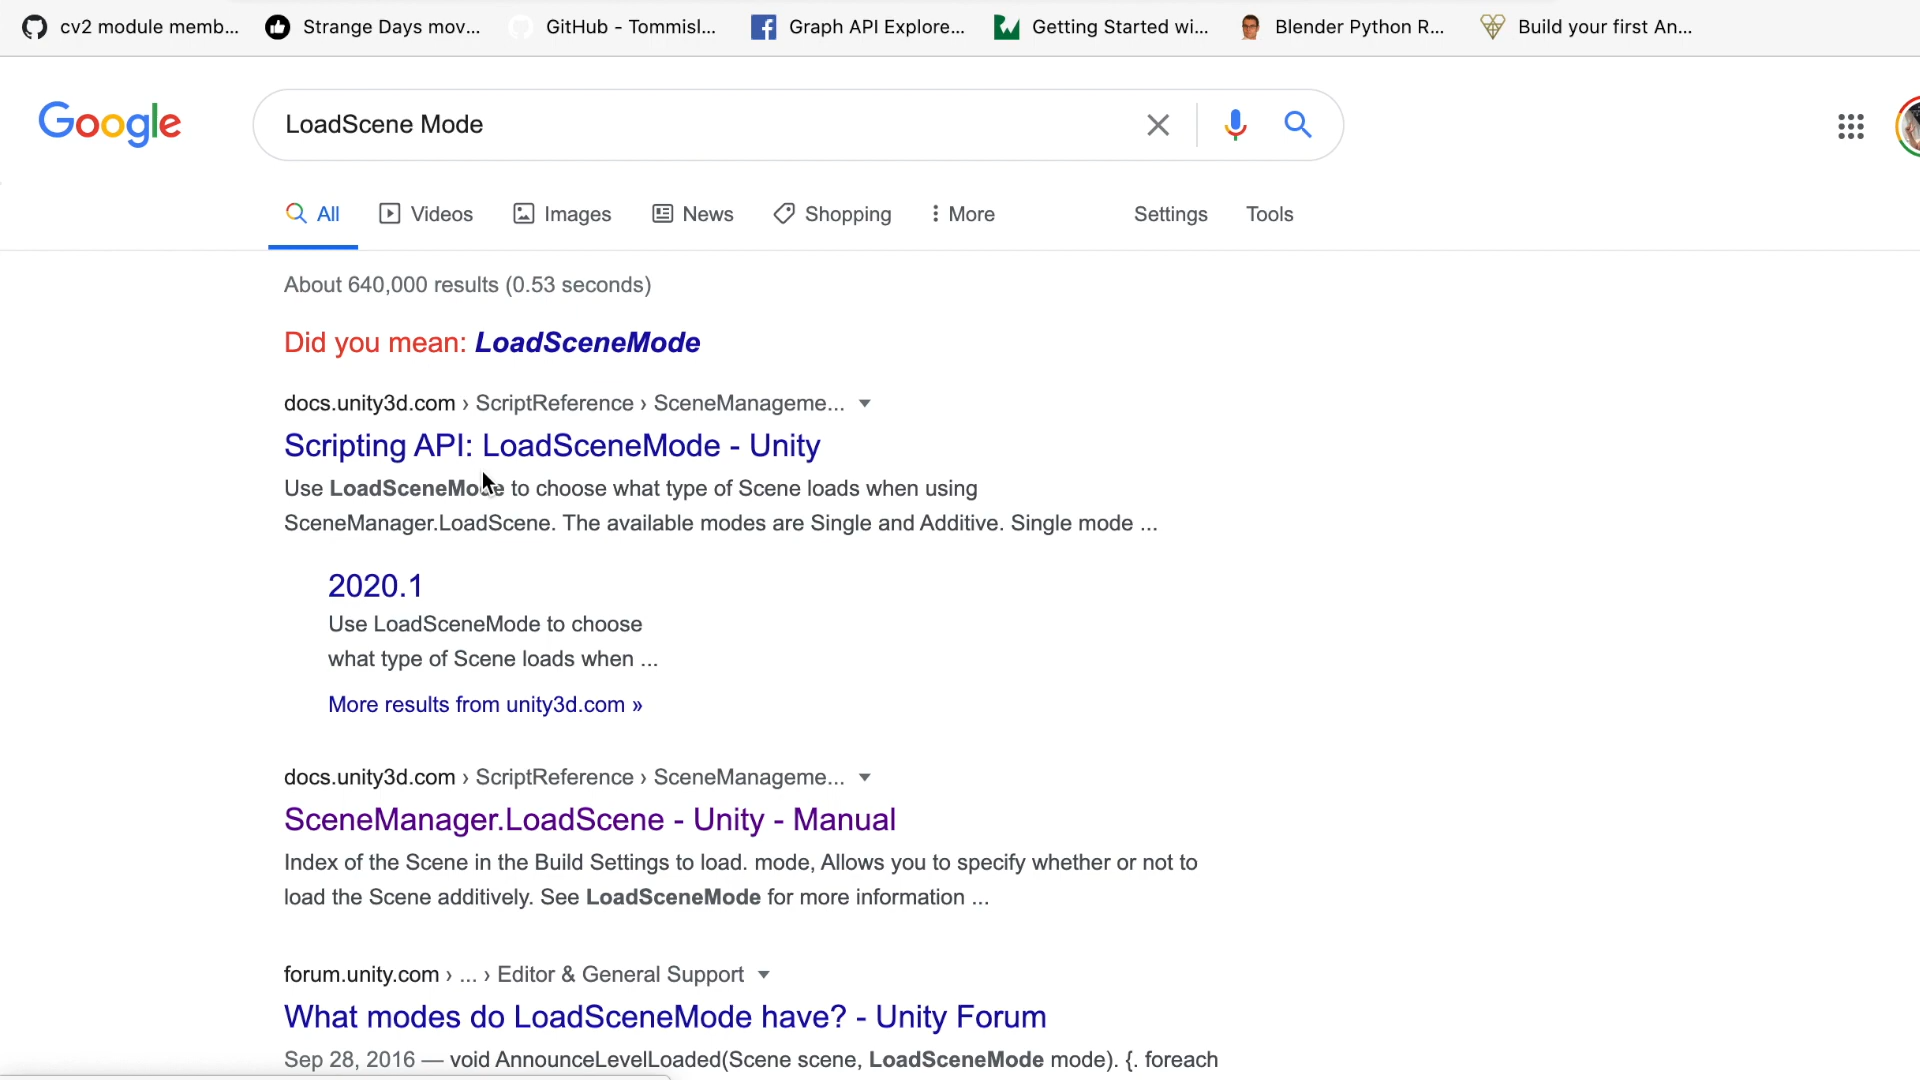 cv2 module memb...
Strange Days mov...
GitHub - Tommisl...
Graph API Explore...
Getting Started wi...
Blender Python R...
Build your first An...
Google
LoadScene Mode
All
Videos
Images
News
Shopping
More
Settings
Tools
About 640,000 results (0.53 seconds)
Did you mean: LoadSceneMode
docs.unity3d.com › ScriptReference › SceneManageme...
Scripting API: LoadSceneMode - Unity
Use LoadSceneMode to choose what type of Scene loads when using
SceneManager.LoadScene. The available modes are Single and Additive. Single mode ...
2020.1
Use LoadSceneMode to choose
what type of Scene loads when ...
More results from unity3d.com »
docs.unity3d.com › ScriptReference › SceneManageme...
SceneManager.LoadScene - Unity - Manual
Index of the Scene in the Build Settings to load. mode, Allows you to specify whether or not to
load the Scene additively. See LoadSceneMode for more information ...
forum.unity.com › ... › Editor & General Support
What modes do LoadSceneMode have? - Unity Forum
Sep 28, 2016 — void AnnounceLevelLoaded(Scene scene, LoadSceneMode mode). {. foreach